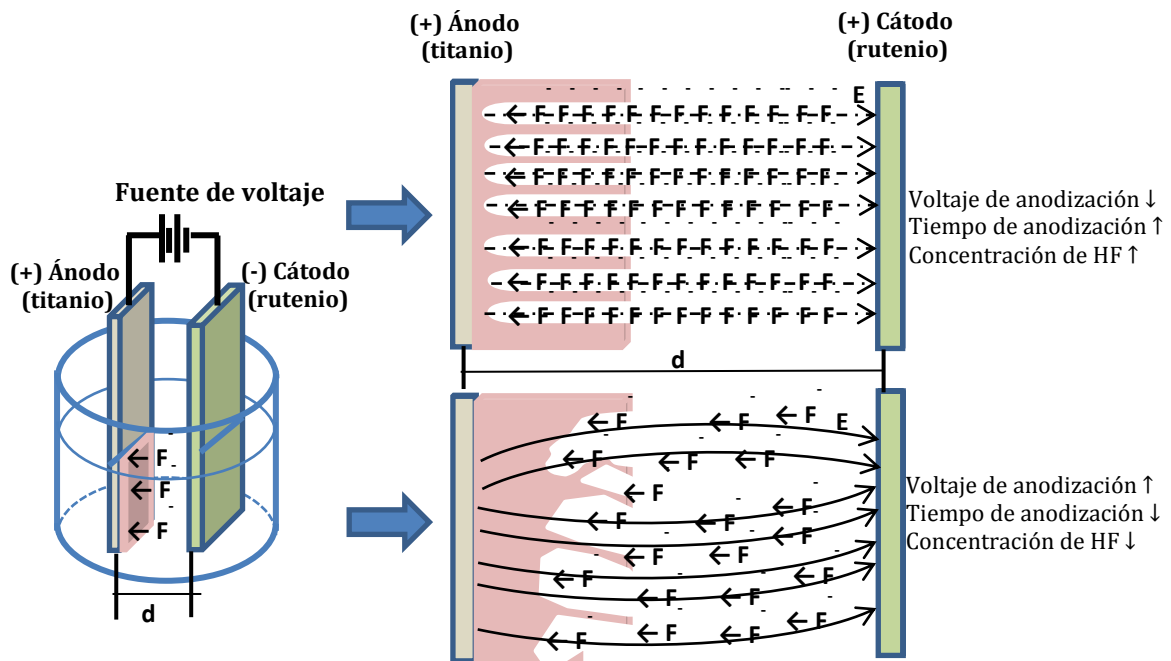 (+) Ánodo
(titanio)
(+) Cátodo
(rutenio)
E
← F F F F F F F F F F F F
← F F F F F F F F F F F F
← F F F F F F F F F F F F
← F F F F F F F F F F F F
← F F F F F F F F F F F F
← F F F F F F F F F F F F
← F F F F F F F F F F F F
Voltaje de anodización ↓
Tiempo de anodización ↑
Concentración de HF ↑
Fuente de voltaje
(+) Ánodo
(titanio)
(-) Cátodo
(rutenio)
← F
← F
← F
d
d
← F ← F ← F E
← F ← F ← F
← F ← F
← F ← F ← F
← F ← F ← F
← F ← F ← F
← F ← F ← F
← F ← F ← F ← F
Voltaje de anodización ↑
Tiempo de anodización ↓
Concentración de HF ↓